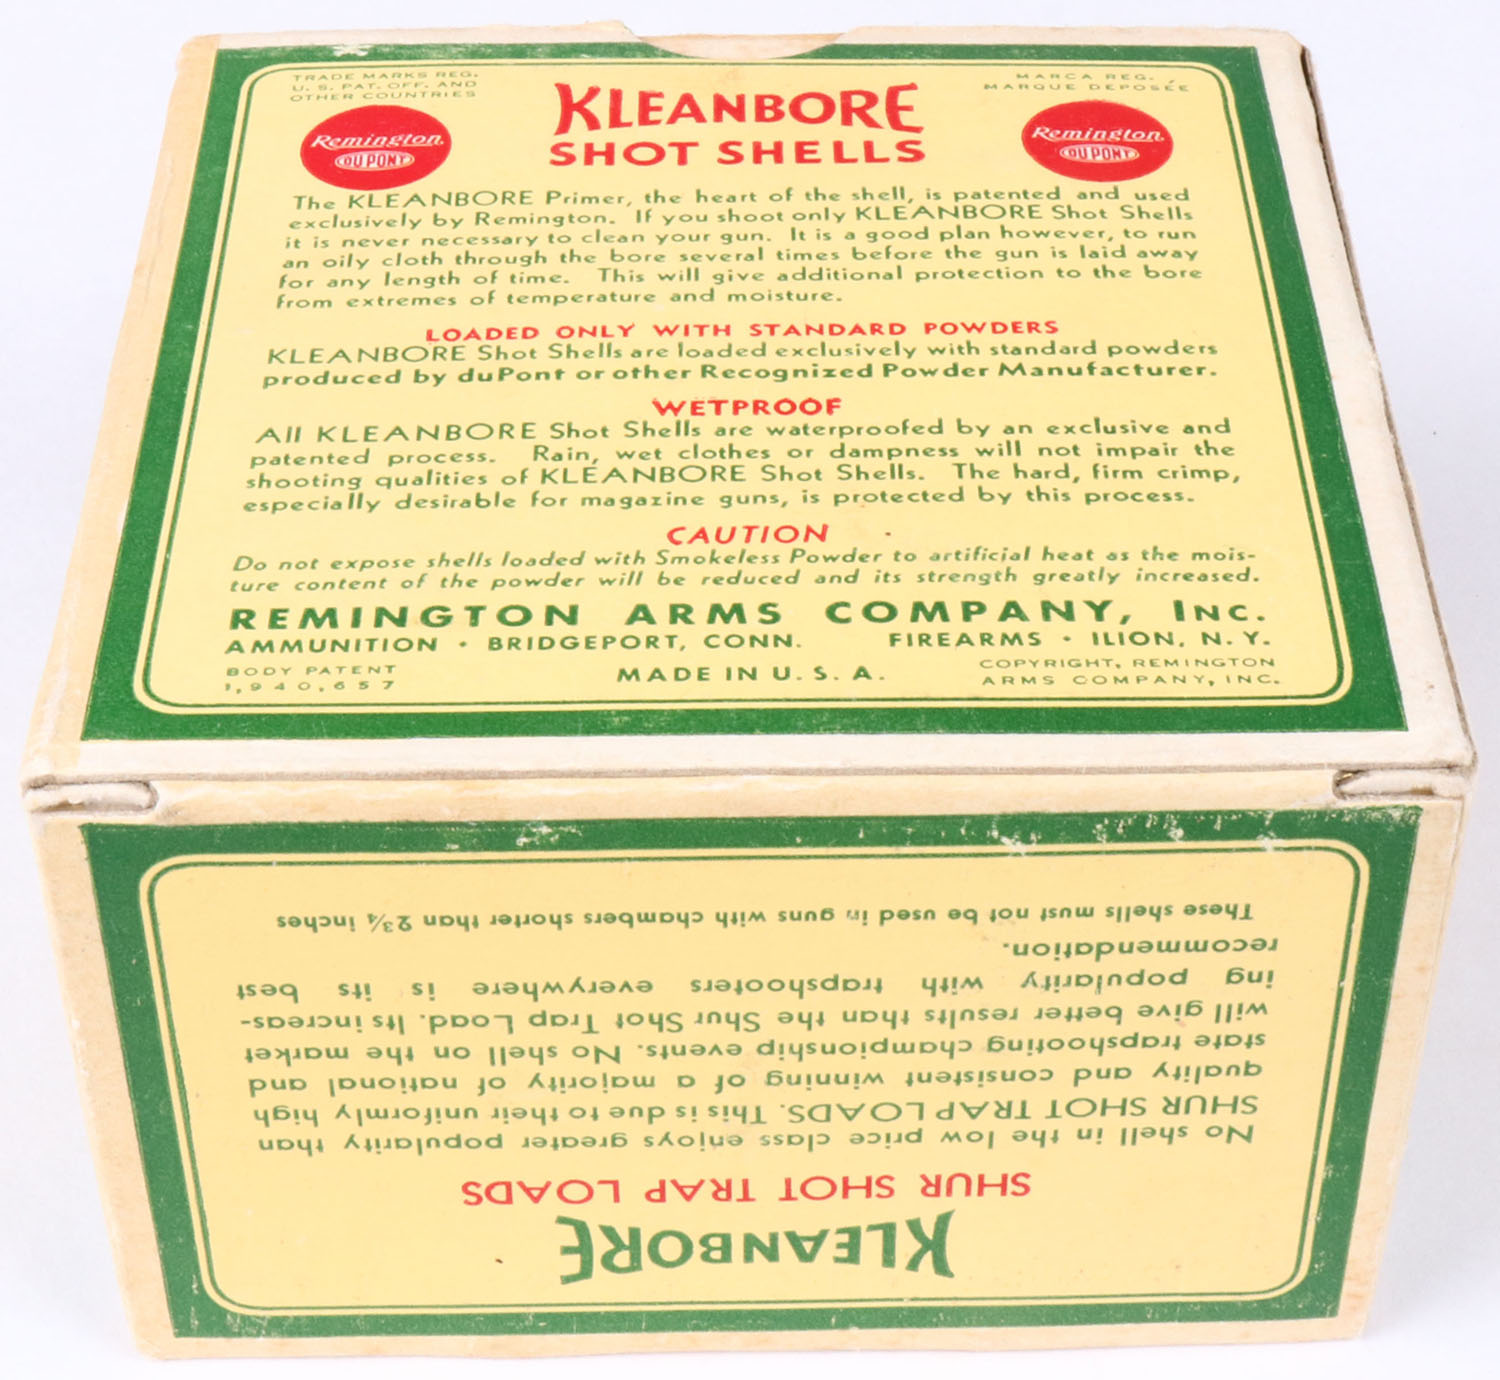 TRADE MARKS REG.
U. S. PAT. OFF. AND
OTHER COUNTRIES
MARCA REG.
MARQUE DEPOSÉE
Remington
DU PONT
Remington
DU PONT
KLEANBORE
SHOT SHELLS
The KLEANBORE Primer, the heart of the shell, is patented and used
exclusively by Remington. If you shoot only KLEANBORE Shot Shells
it is never necessary to clean your gun. It is a good plan however, to run
an oily cloth through the bore several times before the gun is laid away
for any length of time. This will give additional protection to the bore
from extremes of temperature and moisture.
LOADED ONLY WITH STANDARD POWDERS
KLEANBORE Shot Shells are loaded exclusively with standard powders
produced by duPont or other Recognized Powder Manufacturer.
WETPROOF
All KLEANBORE Shot Shells are waterproofed by an exclusive and
patented process. Rain, wet clothes or dampness will not impair the
shooting qualities of KLEANBORE Shot Shells. The hard, firm crimp,
especially desirable for magazine guns, is protected by this process.
CAUTION
Do not expose shells loaded with Smokeless Powder to artificial heat as the mois-
ture content of the powder will be reduced and its strength greatly increased.
REMINGTON ARMS COMPANY, INC.
AMMUNITION · BRIDGEPORT, CONN. FIREARMS · ILION, N. Y.
BODY PATENT
1,940,657
MADE IN U. S. A.
COPYRIGHT, REMINGTON
ARMS COMPANY, INC.
KLEANBORE
SHUR SHOT TRAP LOADS
No shell in the low price class enjoys greater popularity than
SHUR SHOT TRAP LOADS. This is due to their uniformly high
quality and consistent winning of a majority of national and
state trapshooting championship events. No shell on the market
will give better results than the Shur Shot Trap Load. Its increas-
ing popularity with trapshooters everywhere is its best
recommendation.
These shells must not be used in guns with chambers shorter than 2¾ inches